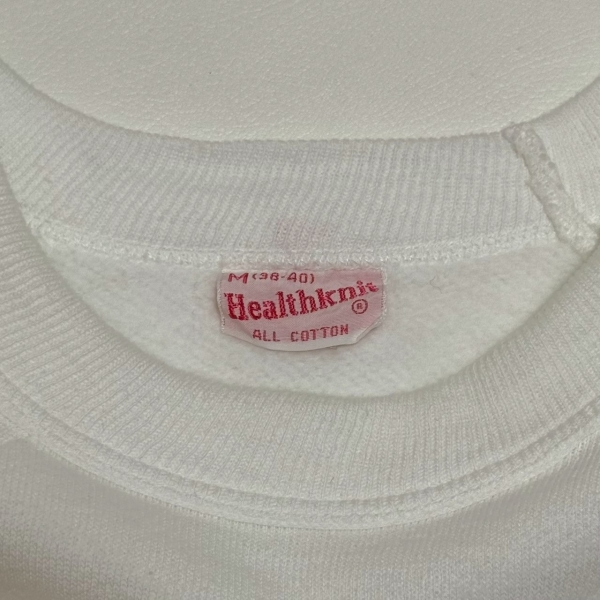 M (38-40)
Healthknit ®
ALL COTTON